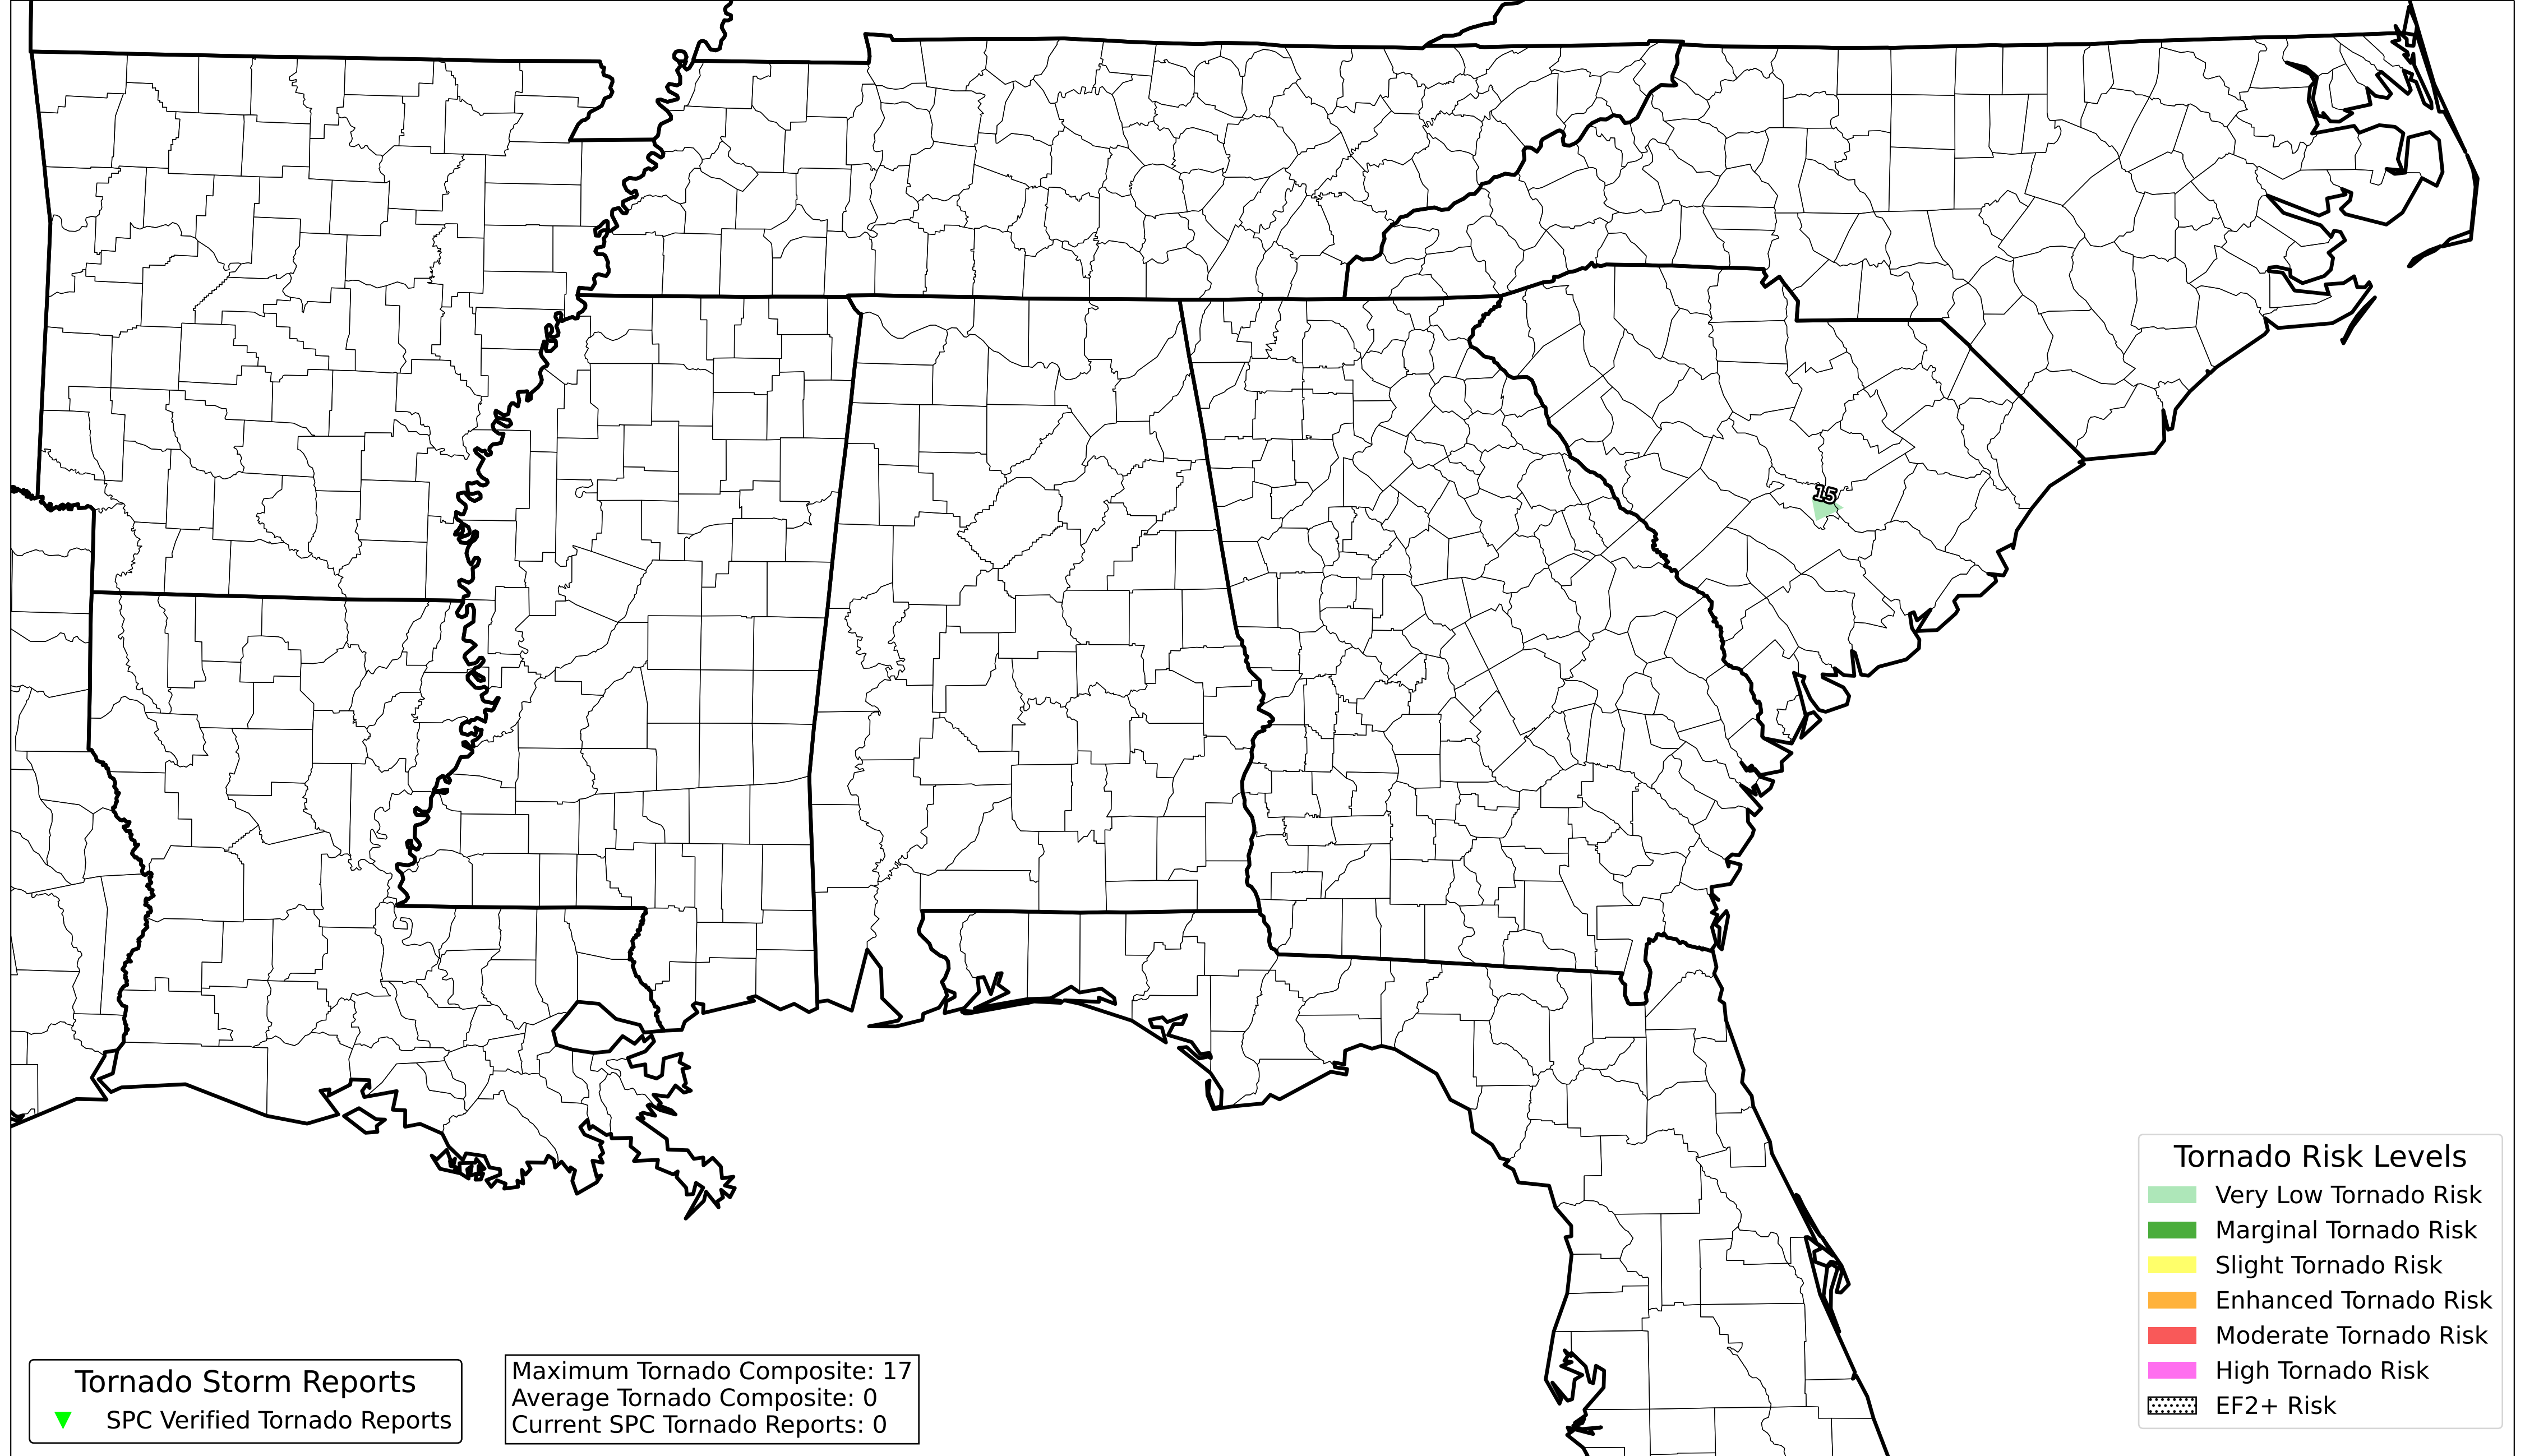 15
Tornado Risk Levels
Very Low Tornado Risk
Marginal Tornado Risk
Slight Tornado Risk
Enhanced Tornado Risk
Moderate Tornado Risk
High Tornado Risk
EF2+ Risk
Tornado Storm Reports
SPC Verified Tornado Reports
Maximum Tornado Composite: 17
Average Tornado Composite: 0
Current SPC Tornado Reports: 0